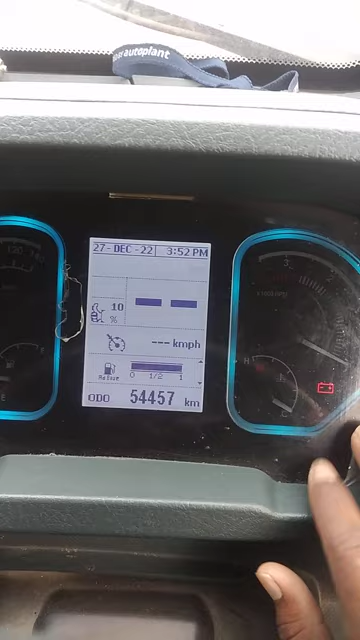 autoplant
27-DEC-22 3:52 PM
10
%
--- kmph
0 1/2 1
ODO 54457 km